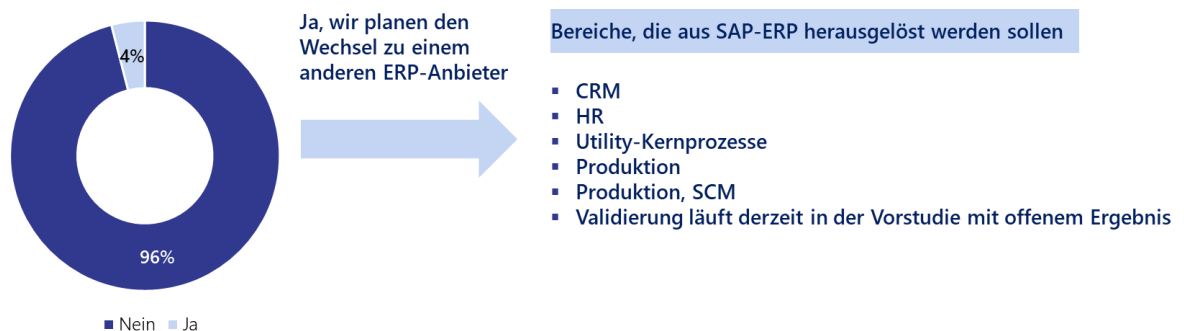 4%
96%
Nein
Ja
Ja, wir planen den
Wechsel zu einem
anderen ERP-Anbieter
Bereiche, die aus SAP-ERP herausgelöst werden sollen
▪ CRM
▪ HR
▪ Utility-Kernprozesse
▪ Produktion
▪ Produktion, SCM
▪ Validierung läuft derzeit in der Vorstudie mit offenem Ergebnis